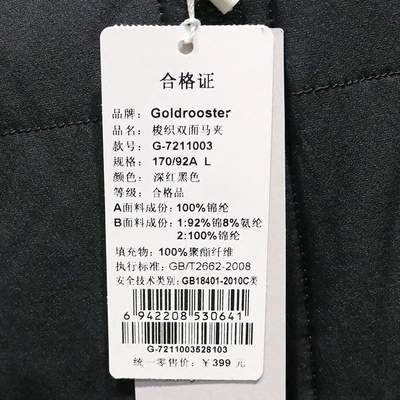 合格证
品牌: Goldrooster
品名: 梭织双面马夹
款号: G-7211003
规格: 170/92A L
颜色: 深红黑色
等级: 合格品
A面料成份: 100%锦纶
B面料成份: 1:92%锦8%氨纶
2:100%锦纶
填充物: 100%聚酯纤维
执行标准: GB/T2662-2008
安全技术类别: GB18401-2010C类
6 942208 530641
G-7211003528103
统一零售价: ￥399元